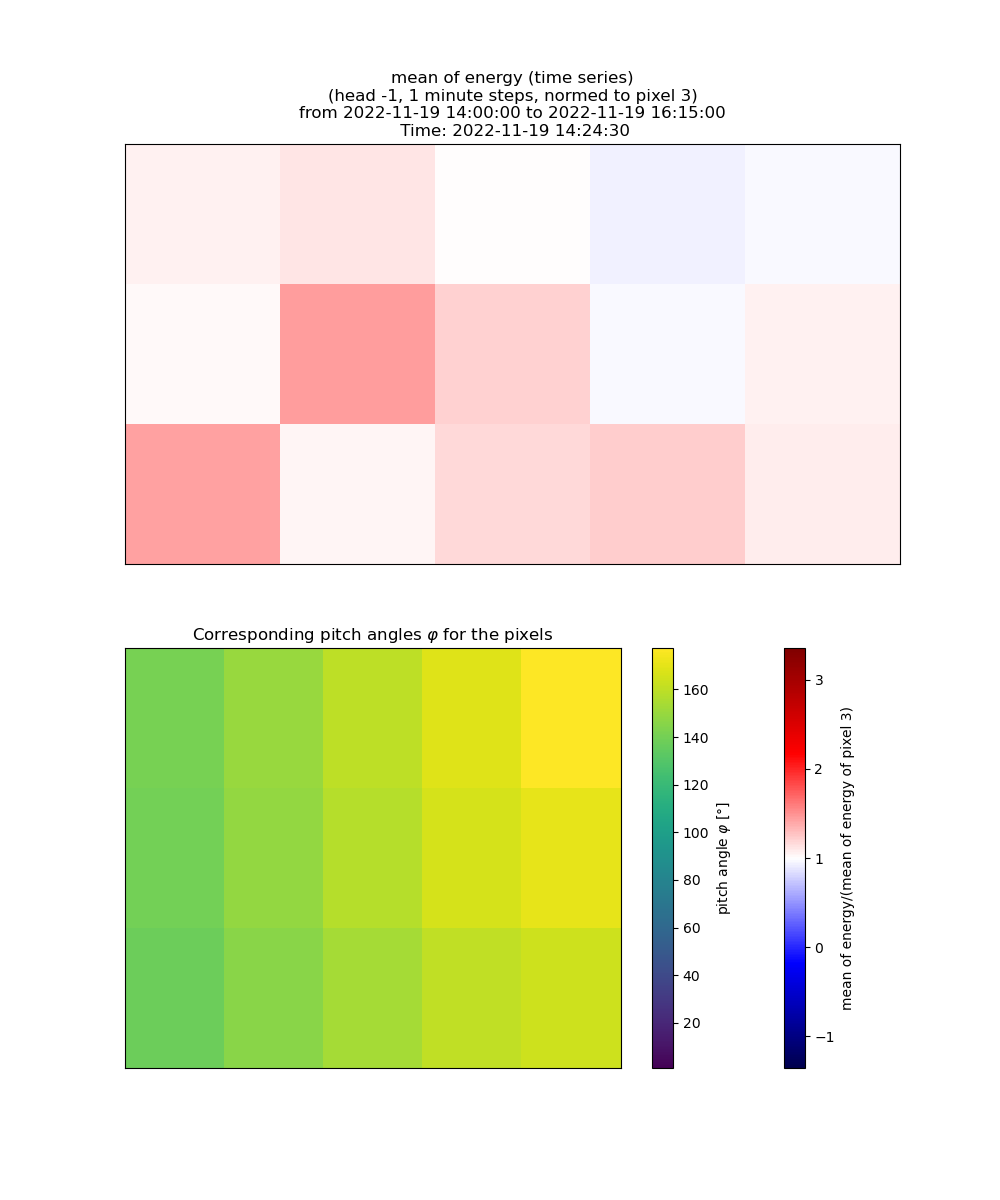 mean of energy (time series)
(head -1, 1 minute steps, normed to pixel 3)
from 2022-11-19 14:00:00 to 2022-11-19 16:15:00
Time: 2022-11-19 14:24:30
Corresponding pitch angles φ for the pixels
160
140
120
100
80
60
40
20
pitch angle φ [°]
3
2
1
0
−1
mean of energy/(mean of energy of pixel 3)